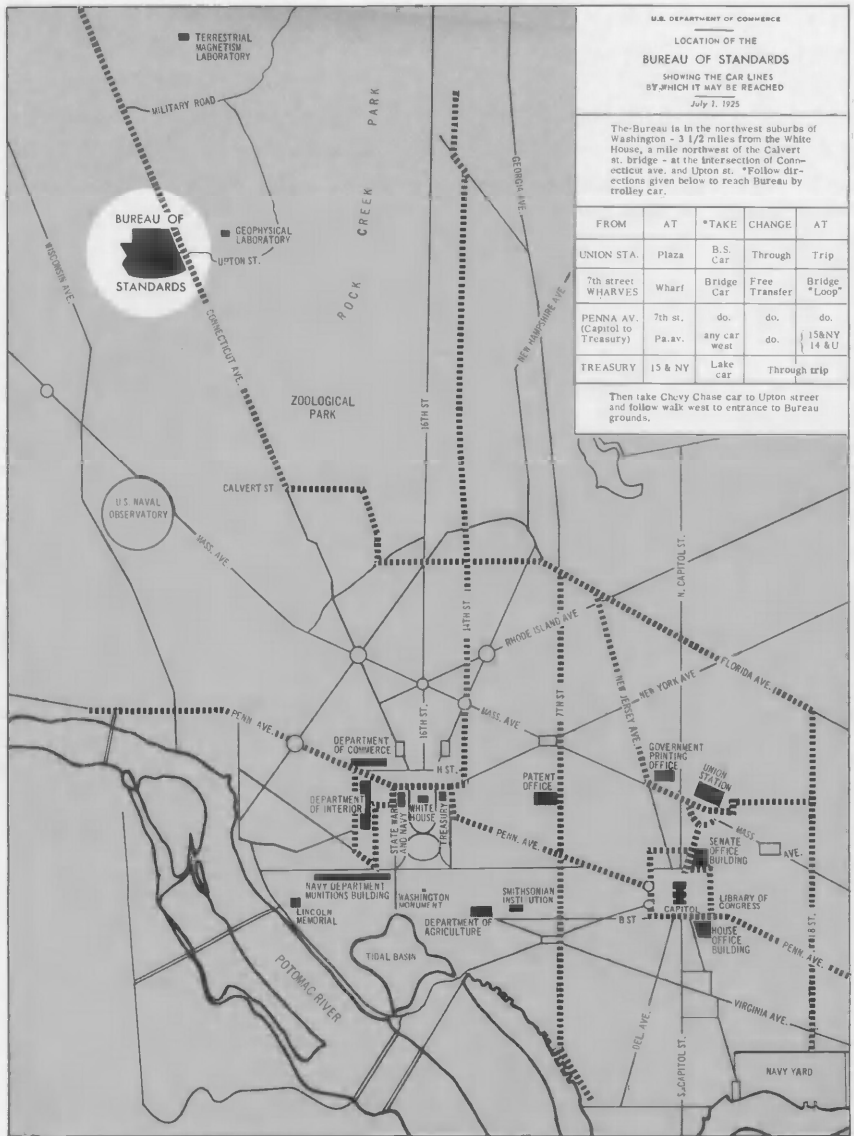 U.S. DEPARTMENT OF COMMERCE
LOCATION OF THE
BUREAU OF STANDARDS
SHOWING THE CAR LINES
BY WHICH IT MAY BE REACHED
July 1, 1925
The Bureau is in the northwest suburbs of
Washington - 3 1/2 miles from the White
House, a mile northwest of the Calvert
st. bridge - at the intersection of Conn-
ecticut ave. and Upton st. *Follow dir-
ections given below to reach Bureau by
trolley car.
FROM AT *TAKE CHANGE AT
UNION STA. Plaza B.S. Car Through Trip
7th street WHARVES Wharf Bridge Car Free Transfer Bridge "Loop"
PENNA AV. (Capitol to Treasury) 7th st. do. do. do.
Pa.av. any car west do. } 15&NY 14 &U
TREASURY 15 & NY Lake car Through trip
Then take Chevy Chase car to Upton street
and follow walk west to entrance to Bureau
grounds.
TERRESTRIAL
MAGNETISM
LABORATORY
MILITARY ROAD
ROCK CREEK PARK
GEORGIA AVE.
BUREAU OF
STANDARDS
GEOPHYSICAL
LABORATORY
UPTON ST.
WISCONSIN AVE.
CONNECTICUT AVE.
NEW HAMPSHIRE AVE
ZOOLOGICAL
PARK
16TH ST
CALVERT ST
U.S. NAVAL
OBSERVATORY
MASS. AVE
14TH ST
N. CAPITOL ST.
RHODE ISLAND AVE
FLORIDA AVE.
NEW YORK AVE
NEW JERSEY AVE.
7TH ST
PENN AVE.
16TH ST.
MASS. AVE
DEPARTMENT
OF COMMERCE
H ST.
GOVERNMENT
PRINTING
OFFICE
UNION
STATION
PATENT
OFFICE
DEPARTMENT
OF INTERIOR
STATE WAR
AND NAVY
WHITE
HOUSE
TREASURY
PENN. AVE.
MASS AVE.
SENATE
OFFICE
BUILDING
NAVY DEPARTMENT
MUNITIONS BUILDING
WASHINGTON
MONUMENT
SMITHSONIAN
INSTITUTION
CAPITOL
LIBRARY OF
CONGRESS
LINCOLN
MEMORIAL
DEPARTMENT OF
AGRICULTURE
B ST
HOUSE
OFFICE
BUILDING
PENN. AVE.
TIDAL BASIN
POTOMAC RIVER
VIRGINIA AVE.
DEL. AVE.
S. CAPITOL ST.
NAVY YARD